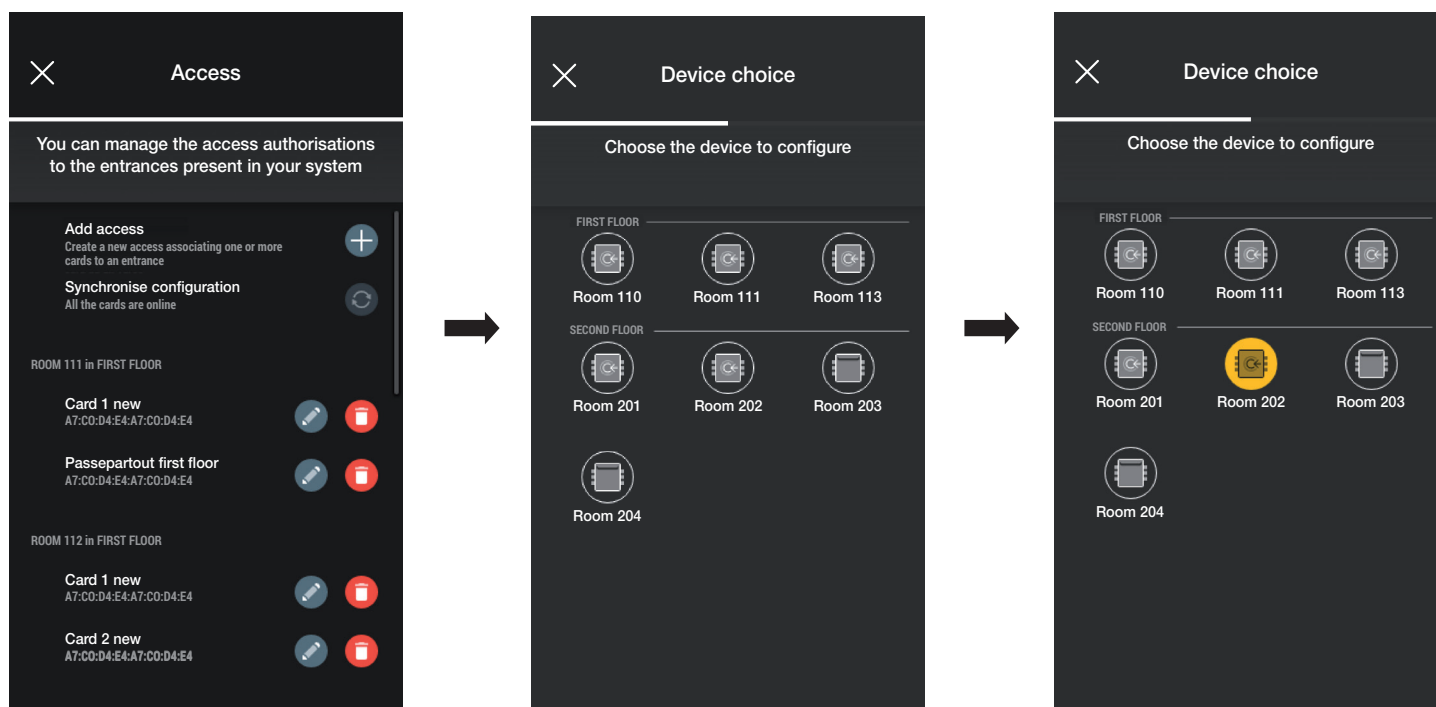 Access
You can manage the access authorisations
to the entrances present in your system
Add access
Create a new access associating one or more
cards to an entrance
Synchronise configuration
All the cards are online
ROOM 111 in FIRST FLOOR
Card 1 new
A7:C0:D4:E4:A7:C0:D4:E4
Passepartout first floor
A7:C0:D4:E4:A7:C0:D4:E4
ROOM 112 in FIRST FLOOR
Card 1 new
A7:C0:D4:E4:A7:C0:D4:E4
Card 2 new
A7:C0:D4:E4:A7:C0:D4:E4
Device choice
Choose the device to configure
FIRST FLOOR
Room 110 Room 111 Room 113
SECOND FLOOR
Room 201 Room 202 Room 203
Room 204
Device choice
Choose the device to configure
FIRST FLOOR
Room 110 Room 111 Room 113
SECOND FLOOR
Room 201 Room 202 Room 203
Room 204